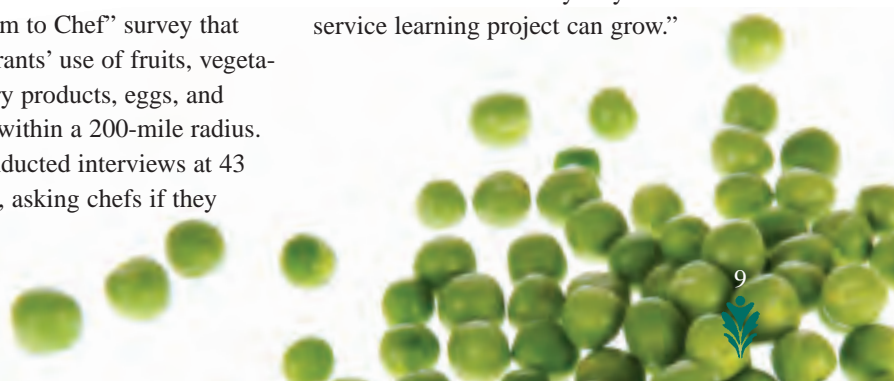 m to Chef” survey that
rants’ use of fruits, vegeta-
ry products, eggs, and
within a 200-mile radius.
ducted interviews at 43
, asking chefs if they
service learning project can grow.”
9